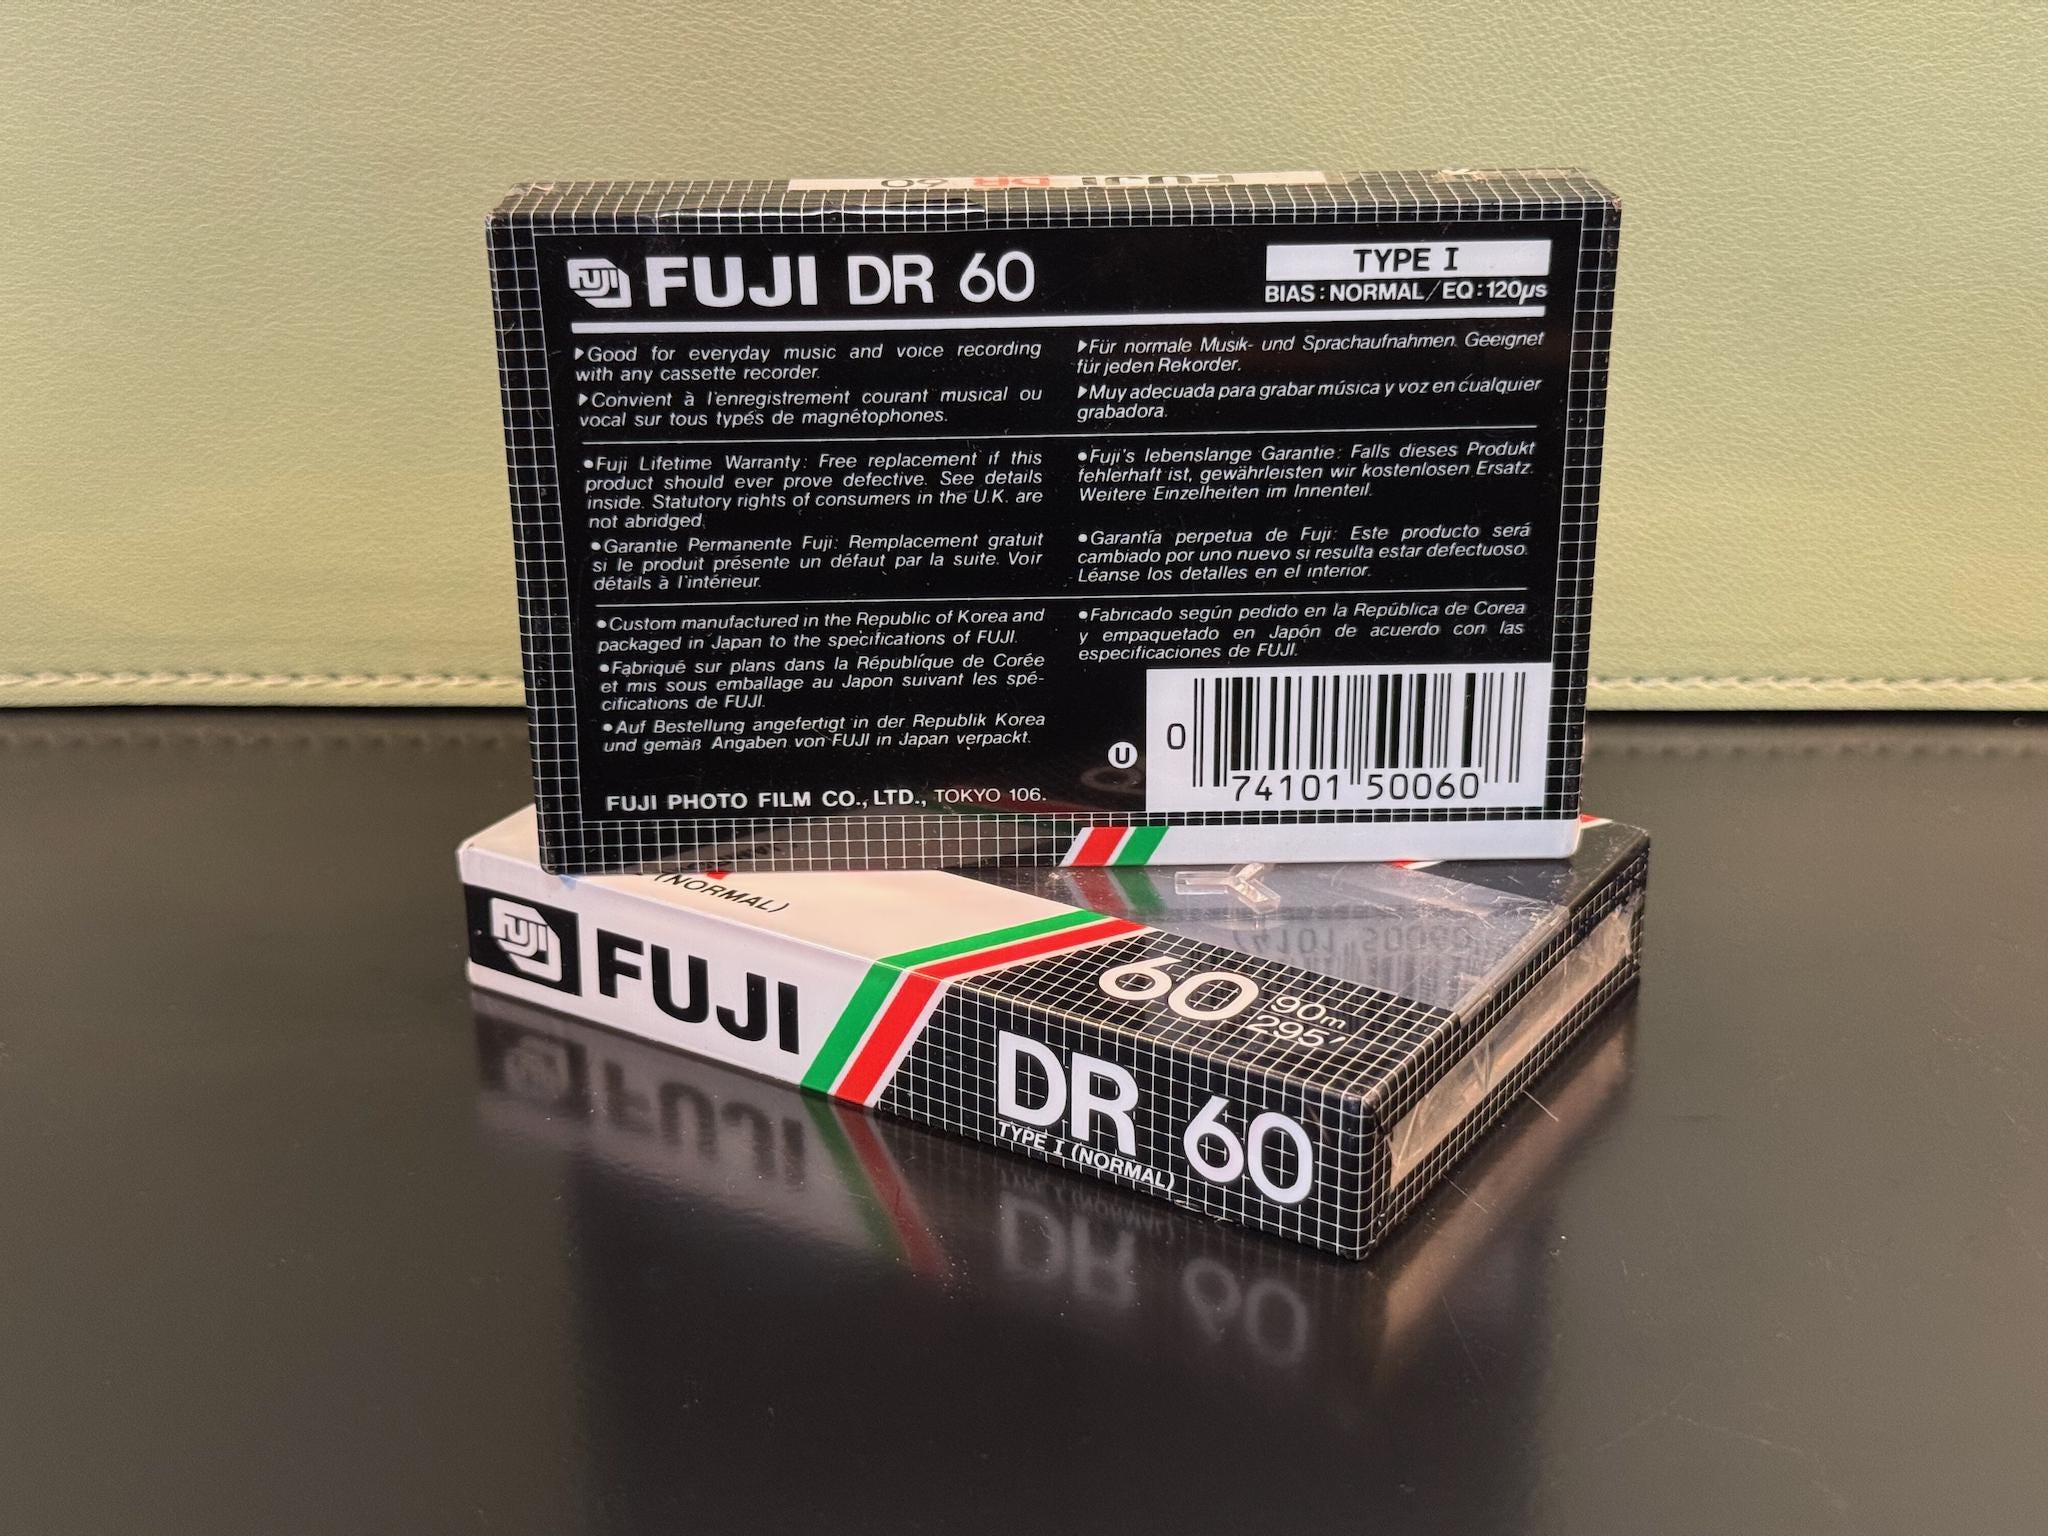 FUJI DR 60
FUJI FUJI DR 60
TYPE I
BIAS:NORMAL/EQ:120µs
▶Good for everyday music and voice recording
with any cassette recorder.
▶Convient à l'enregistrement courant musical ou
vocal sur tous typés de magnétophones.
▶Für normale Musik- und Sprachaufnahmen. Geeignet
für jeden Rekorder.
▶Muy adecuada para grabar música y voz en cualquier
grabadora.
●Fuji Lifetime Warranty: Free replacement if this
product should ever prove defective. See details
inside. Statutory rights of consumers in the U.K. are
not abridged.
●Garantie Permanente Fuji: Remplacement gratuit
si le produit présente un défaut par la suite. Voir
détails à l'intérieur.
●Fuji's lebenslange Garantie: Falls dieses Produkt
fehlerhaft ist, gewährleisten wir kostenlosen Ersatz.
Weitere Einzelheiten im Innenteil.
●Garantía perpetua de Fuji: Este producto será
cambiado por uno nuevo si resulta estar defectuoso.
Léanse los detalles en el interior.
●Custom manufactured in the Republic of Korea and
packaged in Japan to the specifications of FUJI.
●Fabriqué sur plans dans la République de Corée
et mis sous emballage au Japon suivant les spé-
cifications de FUJI.
●Auf Bestellung angefertigt in der Republik Korea
und gemäß Angaben von FUJI in Japan verpackt.
●Fabricado según pedido en la República de Corea
y empaquetado en Japón de acuerdo con las
especificaciones de FUJI.
FUJI PHOTO FILM CO., LTD., TOKYO 106.
U
0 74101 50060
(NORMAL)
60 90m
295'
FUJI FUJI
DR 60
TYPE I (NORMAL)